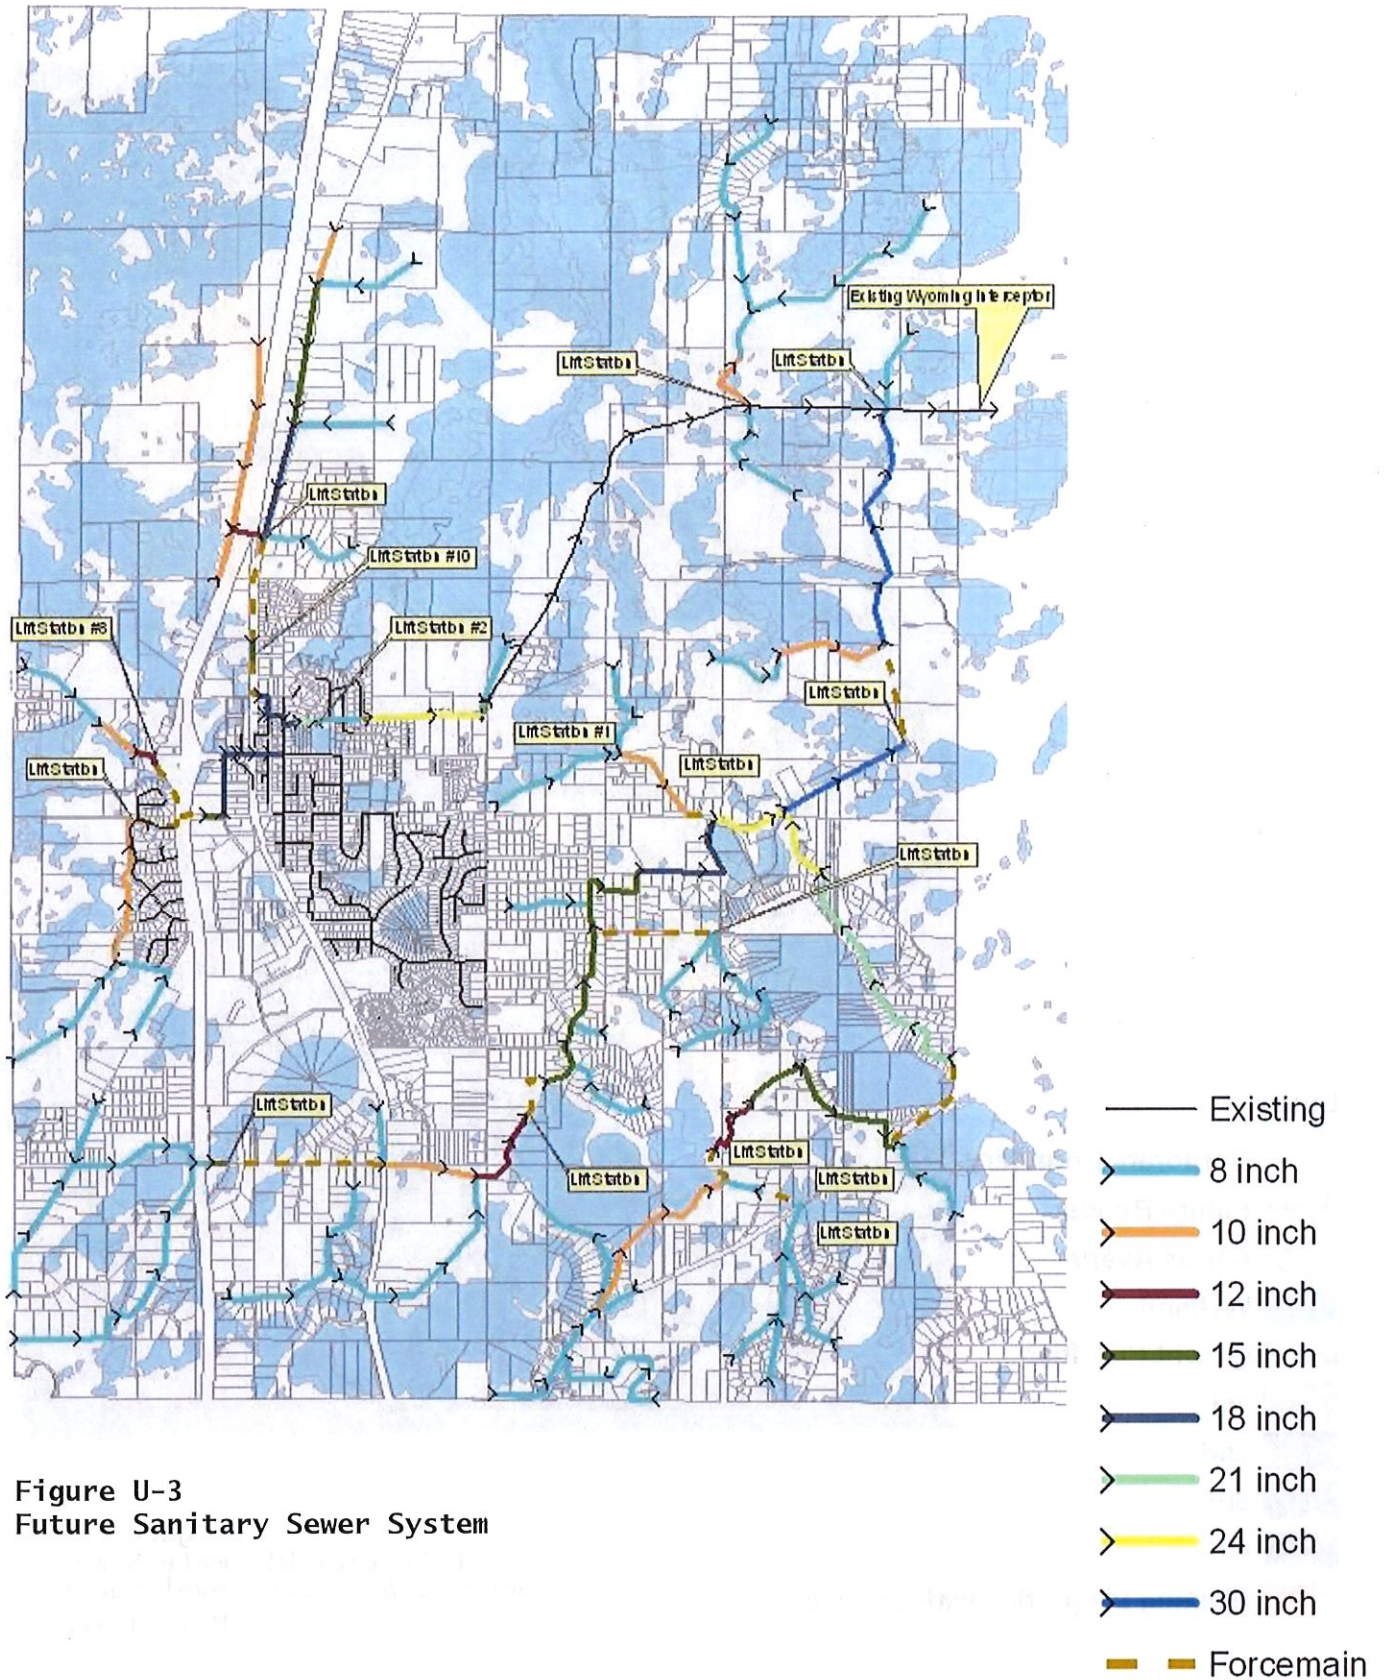 Existing Wyoming Interceptor
Lift Station
Lift Station
Lift Station
Lift Station #10
Lift Station #8
Lift Station #2
Lift Station
Lift Station #1
Lift Station
Lift Station
Lift Station
Lift Station
Lift Station
Lift Station
Lift Station
Lift Station
Existing
8 inch
10 inch
12 inch
15 inch
18 inch
21 inch
24 inch
30 inch
Forcemain
Figure U-3
Future Sanitary Sewer System